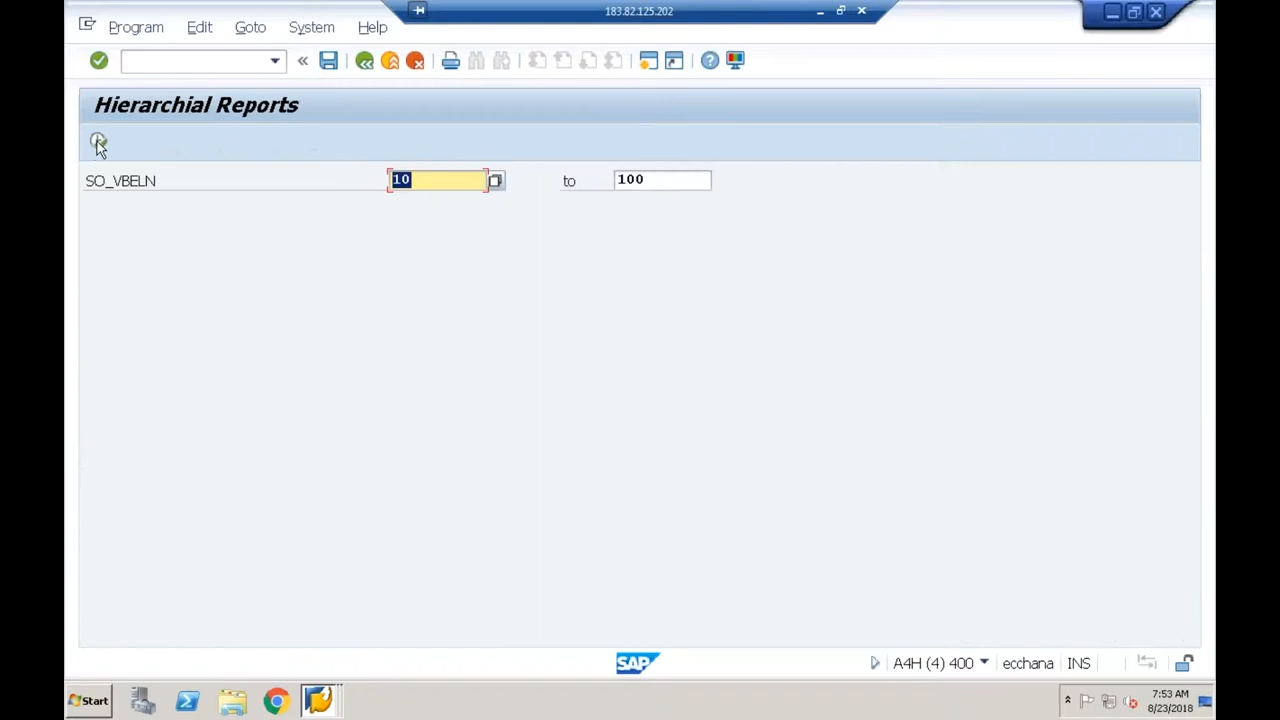 183.82.125.202
Program Edit Goto System Help
Hierarchial Reports
SO_VBELN 10 to 100
SAP
A4H (4) 400 ecchana INS
Start
7:53 AM
8/23/2018